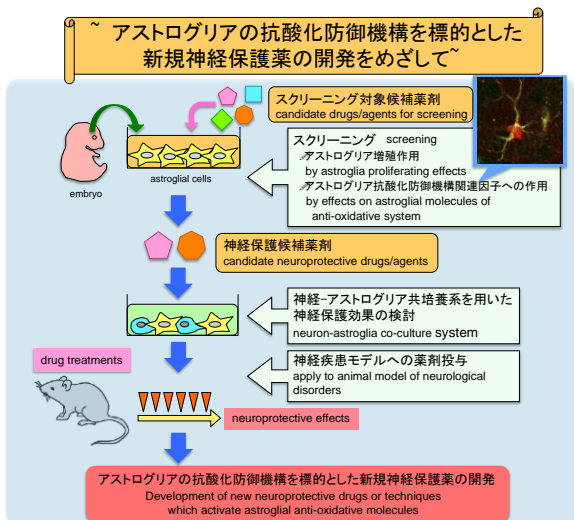 ~ アストログリアの抗酸化防御機構を標的とした
新規神経保護薬の開発をめざして~
スクリーニング対象候補薬剤
candidate drugs/agents for screening
embryo
astroglial cells
スクリーニング screening
アストログリア増殖作用
by astroglia proliferating effects
アストログリア抗酸化防御機構関連因子への作用
by effects on astroglial molecules of
anti-oxidative system
神経保護候補薬剤
candidate neuroprotective drugs/agents
神経-アストログリア共培養系を用いた
神経保護効果の検討
neuron-astroglia co-culture system
drug treatments
神経疾患モデルへの薬剤投与
apply to animal model of neurological
disorders
neuroprotective effects
アストログリアの抗酸化防御機構を標的とした新規神経保護薬の開発
Development of new neuroprotective drugs or techniques
which activate astroglial anti-oxidative molecules